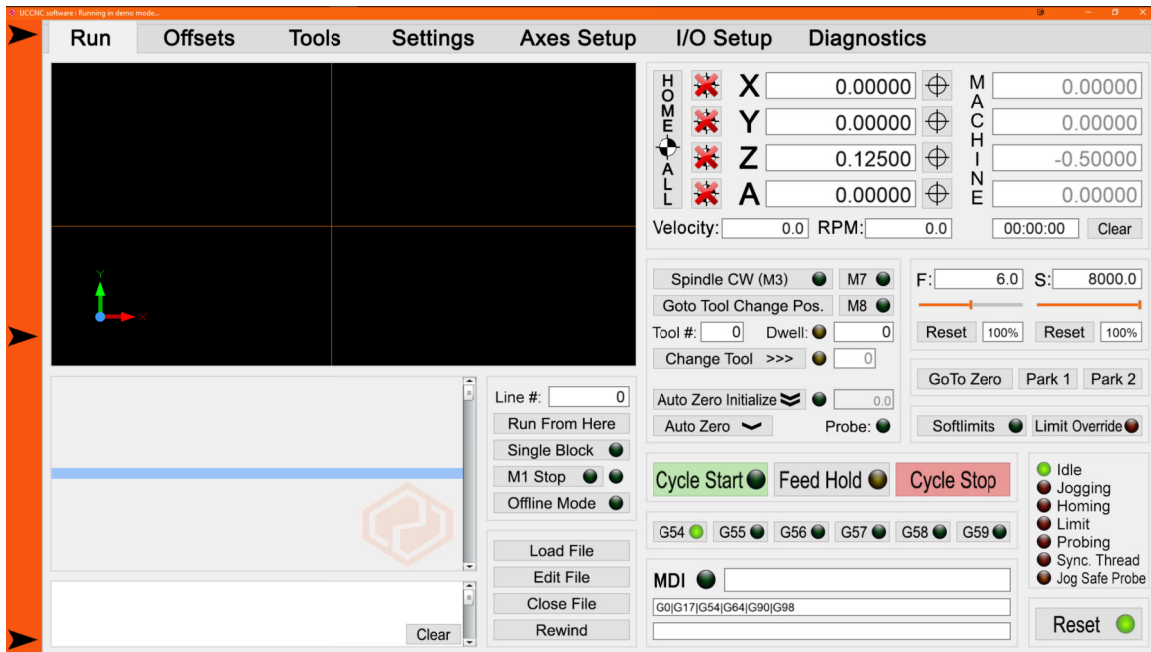 UCCNC software : Running in demo mode...
Run Offsets Tools Settings Axes Setup I/O Setup Diagnostics
HOME ALL
X 0.00000
Y 0.00000
Z 0.12500
A 0.00000
MACHINE
0.00000
0.00000
-0.50000
0.00000
Velocity: 0.0 RPM: 0.0 00:00:00 Clear
Y
X
Spindle CW (M3) M7
Goto Tool Change Pos. M8
Tool #: 0 Dwell: 0
Change Tool >>> 0
Auto Zero Initialize 0.0
Auto Zero Probe:
F: 6.0 S: 8000.0
Reset 100% Reset 100%
GoTo Zero Park 1 Park 2
Softlimits Limit Override
Line #: 0
Run From Here
Single Block
M1 Stop
Offline Mode
Load File
Edit File
Close File
Rewind
Clear
Cycle Start Feed Hold Cycle Stop
G54 G55 G56 G57 G58 G59
MDI
G0|G17|G54|G64|G90|G98
Idle
Jogging
Homing
Limit
Probing
Sync. Thread
Jog Safe Probe
Reset